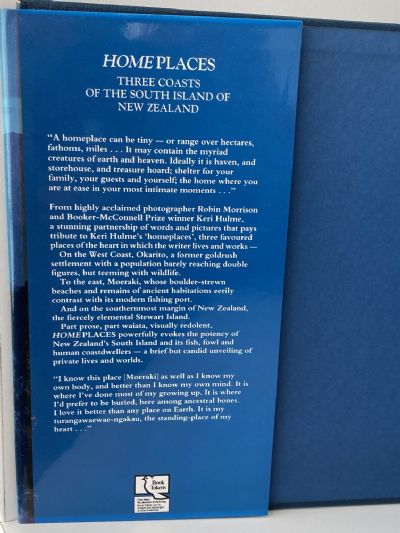 HOMEPLACES
THREE COASTS
OF THE SOUTH ISLAND OF
NEW ZEALAND
“A homeplace can be tiny — or range over hectares,
fathoms, miles . . . It may contain the myriad
creatures of earth and heaven. Ideally it is haven, and
storehouse, and treasure hoard; shelter for your
family, your guests and yourself; the home where you
are at ease in your most intimate moments . . .”
From highly acclaimed photographer Robin Morrison
and Booker-McConnell Prize winner Keri Hulme,
a stunning partnership of words and pictures that pays
tribute to Keri Hulme's ‘homeplaces’, three favoured
places of the heart in which the writer lives and works —
On the West Coast, Okarito, a former goldrush
settlement with a population barely reaching double
figures, but teeming with wildlife.
To the east, Moeraki, whose boulder-strewn
beaches and remains of ancient habitations eerily
contrast with its modern fishing port.
And on the southernmost margin of New Zealand,
the fiercely elemental Stewart Island.
Part prose, part waiata, visually redolent,
HOMEPLACES powerfully evokes the potency of
New Zealand's South Island and its fish, fowl and
human coastdwellers — a brief but candid unveiling of
private lives and worlds.
“I know this place [Moeraki] as well as I know my
own body, and better than I know my own mind. It is
where I've done most of my growing up. It is where
I'd prefer to be buried, here among ancestral bones.
I love it better than any place on Earth. It is my
turangawaewae-ngakau, the standing-place of my
heart . . .”
Book
Tokens